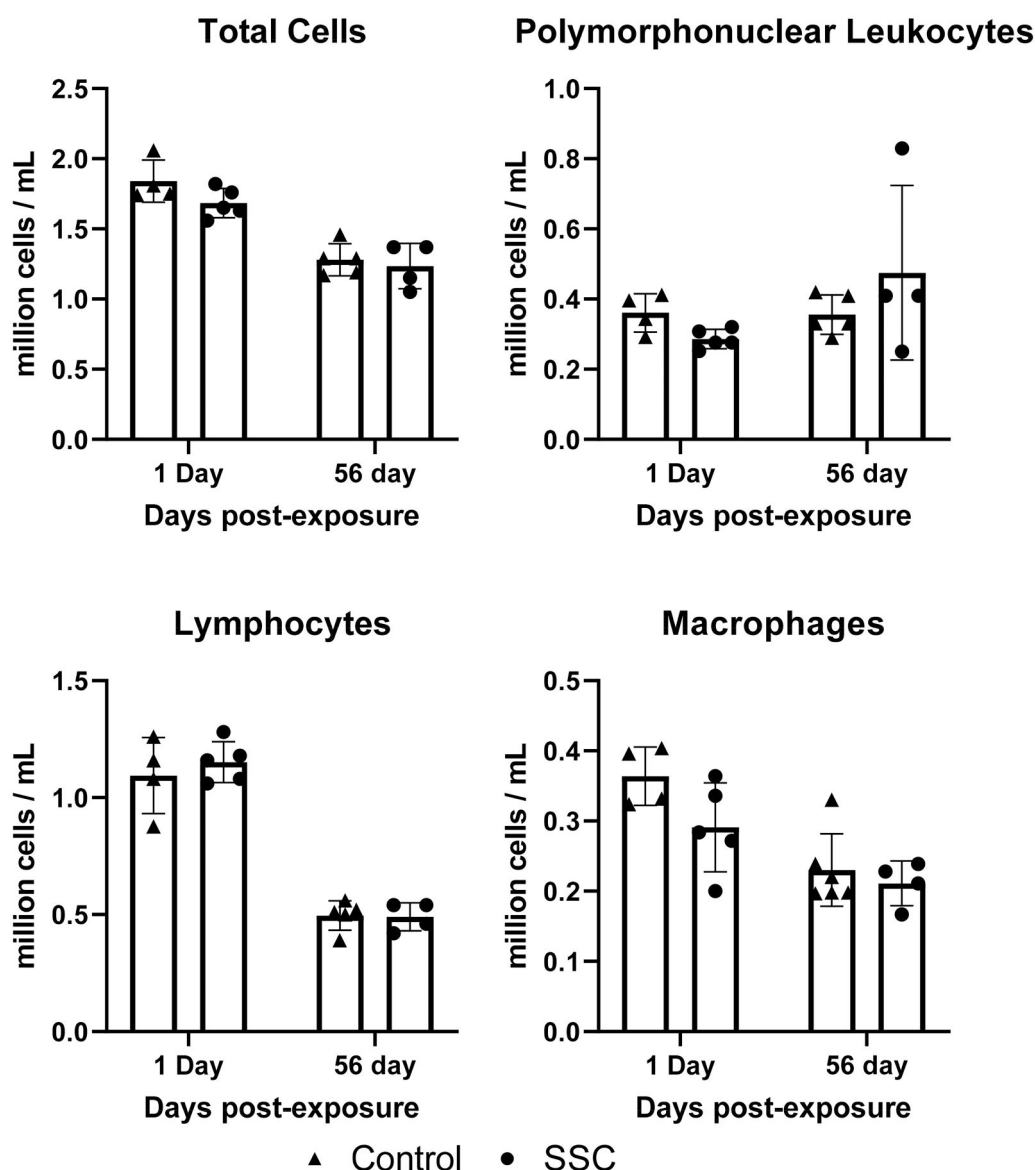 Total Cells
million cells / mL
2.5
2.0
1.5
1.0
0.5
0.0
1 Day 56 day
Days post-exposure
Polymorphonuclear Leukocytes
million cells / mL
1.0
0.8
0.6
0.4
0.2
0.0
1 Day 56 day
Days post-exposure
Lymphocytes
million cells / mL
1.5
1.0
0.5
0.0
1 Day 56 day
Days post-exposure
Macrophages
million cells / mL
0.5
0.4
0.3
0.2
0.1
0.0
1 Day 56 day
Days post-exposure
Control SSC